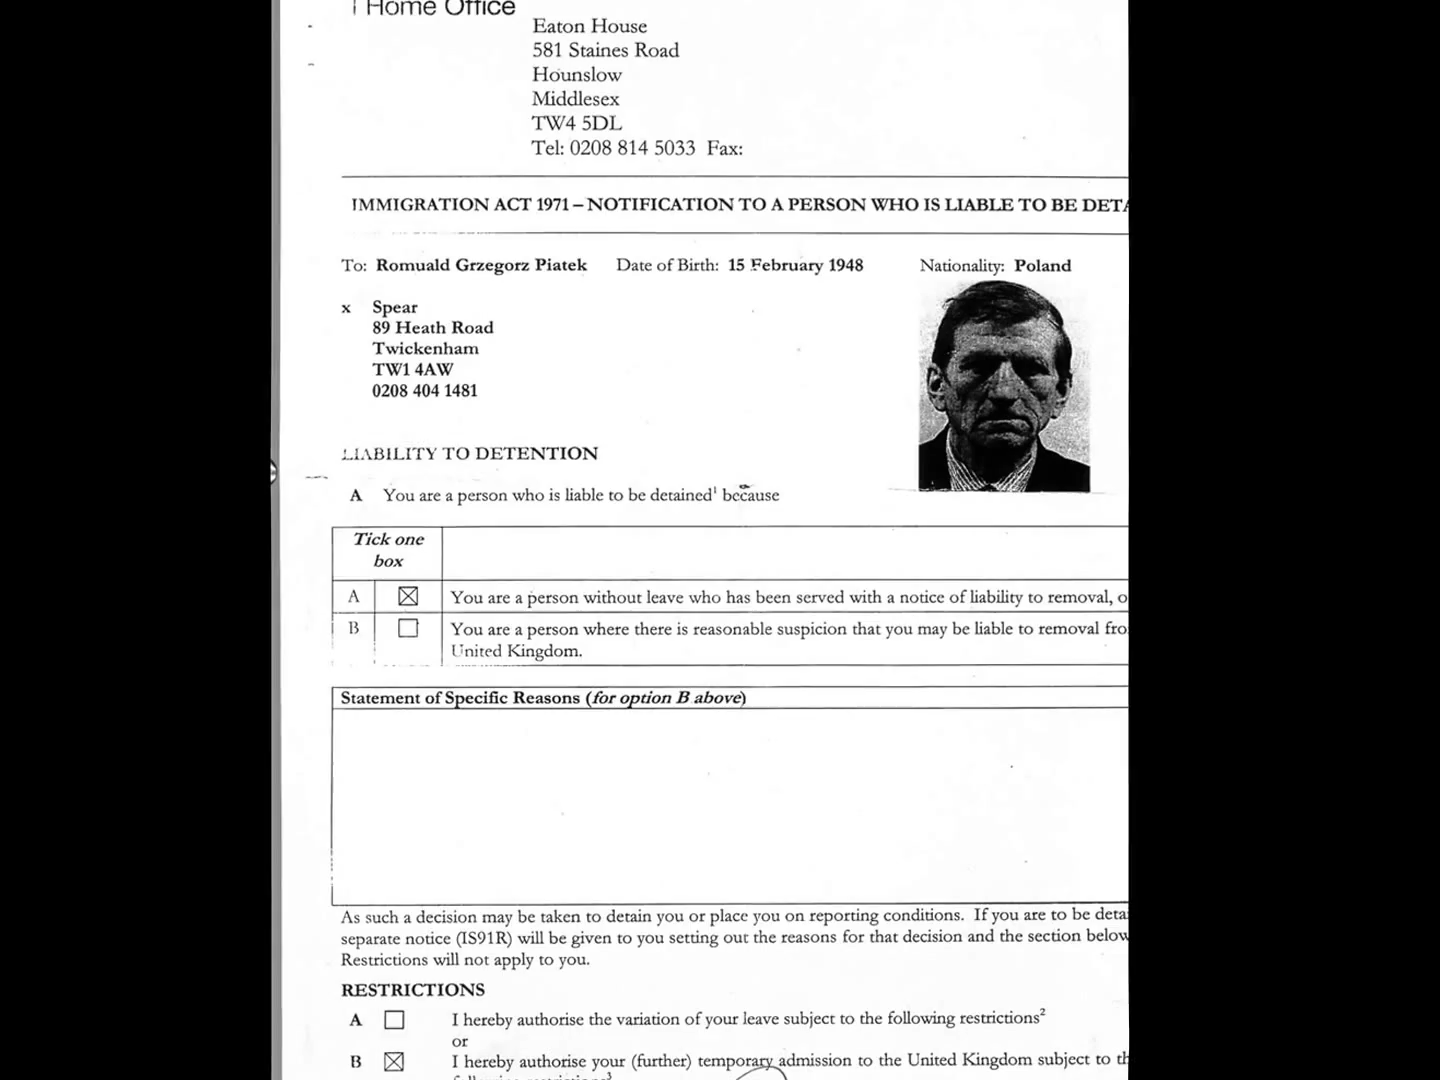 Home Office
Eaton House
581 Staines Road
Hounslow
Middlesex
TW4 5DL
Tel: 0208 814 5033 Fax:
IMMIGRATION ACT 1971 – NOTIFICATION TO A PERSON WHO IS LIABLE TO BE DETA
To: Romuald Grzegorz Piatek Date of Birth: 15 February 1948 Nationality: Poland
x Spear
89 Heath Road
Twickenham
TW1 4AW
0208 404 1481
LIABILITY TO DETENTION
A You are a person who is liable to be detained¹ because
Tick one
box
A ☒ You are a person without leave who has been served with a notice of liability to removal, o
B ☐ You are a person where there is reasonable suspicion that you may be liable to removal fro
United Kingdom.
Statement of Specific Reasons (for option B above)
As such a decision may be taken to detain you or place you on reporting conditions. If you are to be deta
separate notice (IS91R) will be given to you setting out the reasons for that decision and the section below
Restrictions will not apply to you.
RESTRICTIONS
A ☐ I hereby authorise the variation of your leave subject to the following restrictions²
or
B ☒ I hereby authorise your (further) temporary admission to the United Kingdom subject to th